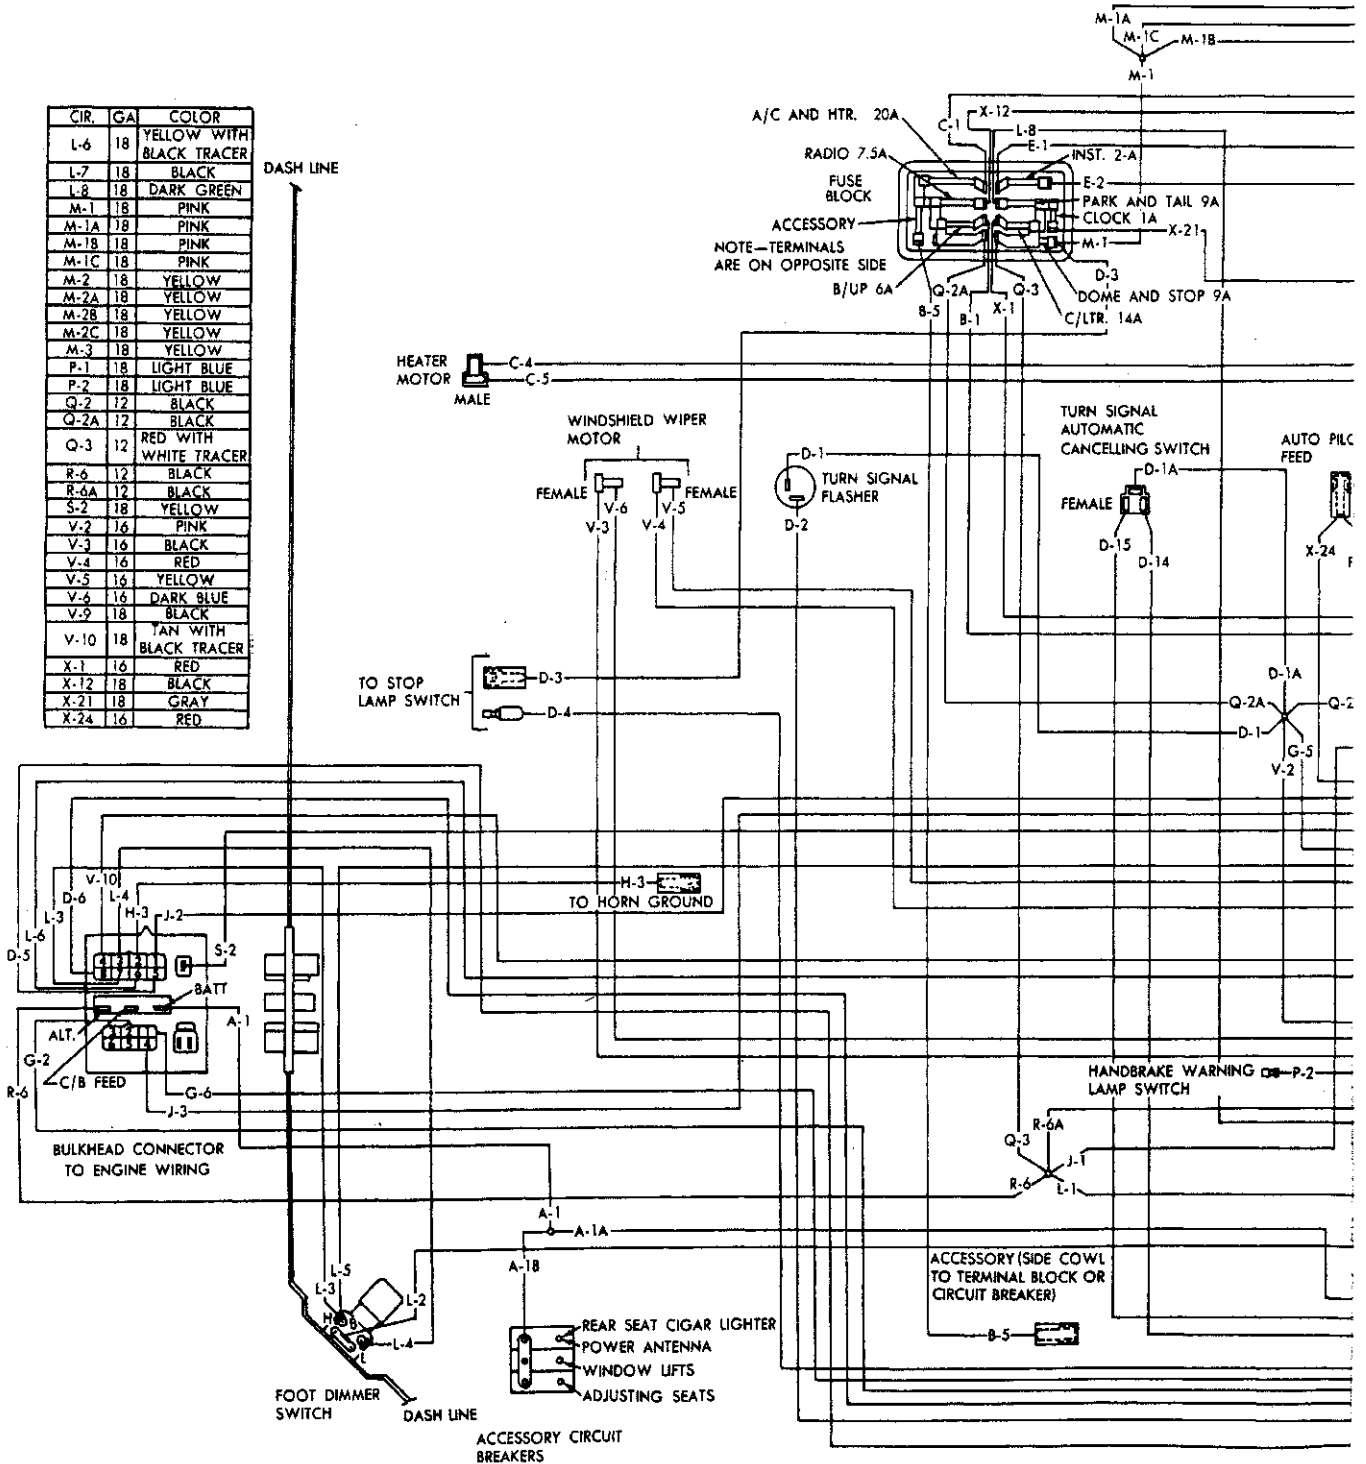 M-1A
M-1C
M-1B
M-1
CIR. GA COLOR
L-6 18 YELLOW WITH BLACK TRACER
L-7 18 BLACK
L-8 18 DARK GREEN
M-1 18 PINK
M-1A 18 PINK
M-1B 18 PINK
M-1C 18 PINK
M-2 18 YELLOW
M-2A 18 YELLOW
M-2B 18 YELLOW
M-2C 18 YELLOW
M-3 18 YELLOW
P-1 18 LIGHT BLUE
P-2 18 LIGHT BLUE
Q-2 12 BLACK
Q-2A 12 BLACK
Q-3 12 RED WITH WHITE TRACER
R-6 12 BLACK
R-6A 12 BLACK
S-2 18 YELLOW
V-2 16 PINK
V-3 16 BLACK
V-4 16 RED
V-5 16 YELLOW
V-6 16 DARK BLUE
V-9 18 BLACK
V-10 18 TAN WITH BLACK TRACER
X-1 16 RED
X-12 18 BLACK
X-21 18 GRAY
X-24 16 RED
DASH LINE
A/C AND HTR. 20A
X-12
C-1
L-8
E-1
RADIO 7.5A
INST. 2-A
FUSE
BLOCK
E-2
PARK AND TAIL 9A
CLOCK 1A
ACCESSORY
X-21
NOTE—TERMINALS
ARE ON OPPOSITE SIDE
M-1
D-3
B/UP 6A
Q-2A
Q-3
DOME AND STOP 9A
B-5
B-1
X-1
C/LTR. 14A
HEATER
MOTOR
C-4
C-5
MALE
WINDSHIELD WIPER
MOTOR
FEMALE
FEMALE
V-3
V-6
V-4
V-5
D-1
TURN SIGNAL
FLASHER
D-2
TURN SIGNAL
AUTOMATIC
CANCELLING SWITCH
D-1A
FEMALE
D-15
D-14
AUTO PILO
FEED
X-24
F
TO STOP
LAMP SWITCH
D-3
D-4
D-1A
Q-2A
Q-2
D-1
G-5
V-2
V-10
D-6
L-4
L-3
H-3
J-2
L-6
D-5
S-2
H-3
TO HORN GROUND
BATT
A-1
ALT.
G-2
C/B FEED
R-6
G-6
J-3
BULKHEAD CONNECTOR
TO ENGINE WIRING
HANDBRAKE WARNING
LAMP SWITCH
P-2
R-6A
Q-3
J-1
R-6
L-1
A-1
A-1A
A-1B
L-5
L-3
L-2
H
B
L-4
L
FOOT DIMMER
SWITCH
DASH LINE
REAR SEAT CIGAR LIGHTER
POWER ANTENNA
WINDOW LIFTS
ADJUSTING SEATS
ACCESSORY CIRCUIT
BREAKERS
ACCESSORY (SIDE COWL
TO TERMINAL BLOCK OR
CIRCUIT BREAKER)
B-5